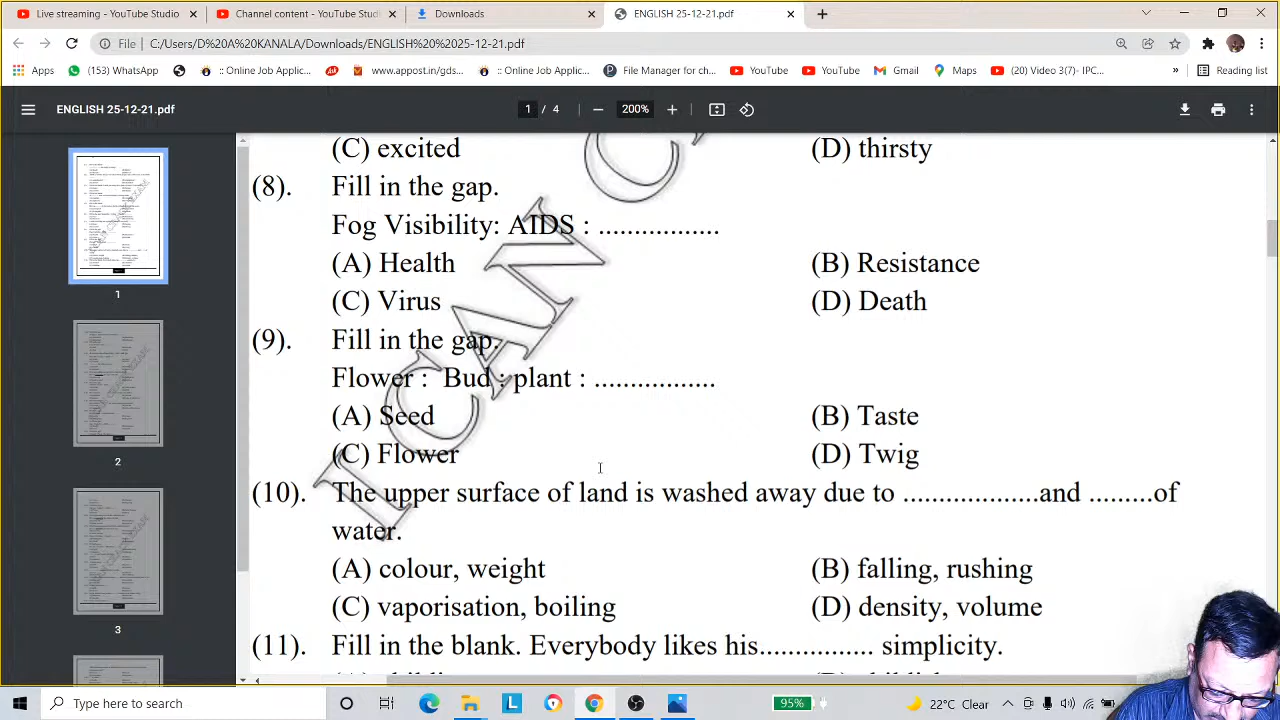 Live streaming - YouTube Studio
Channel content - YouTube Studio
Downloads
ENGLISH 25-12-21.pdf
File | C:/Users/D%20A%20KANALA/Downloads/ENGLISH%20%2025-12-21.pdf
Apps
(153) WhatsApp
:: Online Job Applic...
www.appost.in/gds...
:: Online Job Applic...
File Manager for ch...
YouTube
YouTube
Gmail
Maps
(20) Video 3(7)- IPC...
»
Reading list
ENGLISH 25-12-21.pdf
1 / 4
200%
1
2
3
(C) excited (D) thirsty
(8). Fill in the gap.
Fog Visibility: AIDS : .................
(A) Health (B) Resistance
(C) Virus (D) Death
(9). Fill in the gap.
Flower : Bud : plant : .................
(A) Seed (B) Taste
(C) Flower (D) Twig
(10). The upper surface of land is washed away due to ...................and .........of
water.
(A) colour, weight (B) falling, rushing
(C) vaporisation, boiling (D) density, volume
(11). Fill in the blank. Everybody likes his................ simplicity.
I CAN C
Type here to search
L
95%
22°C Clear